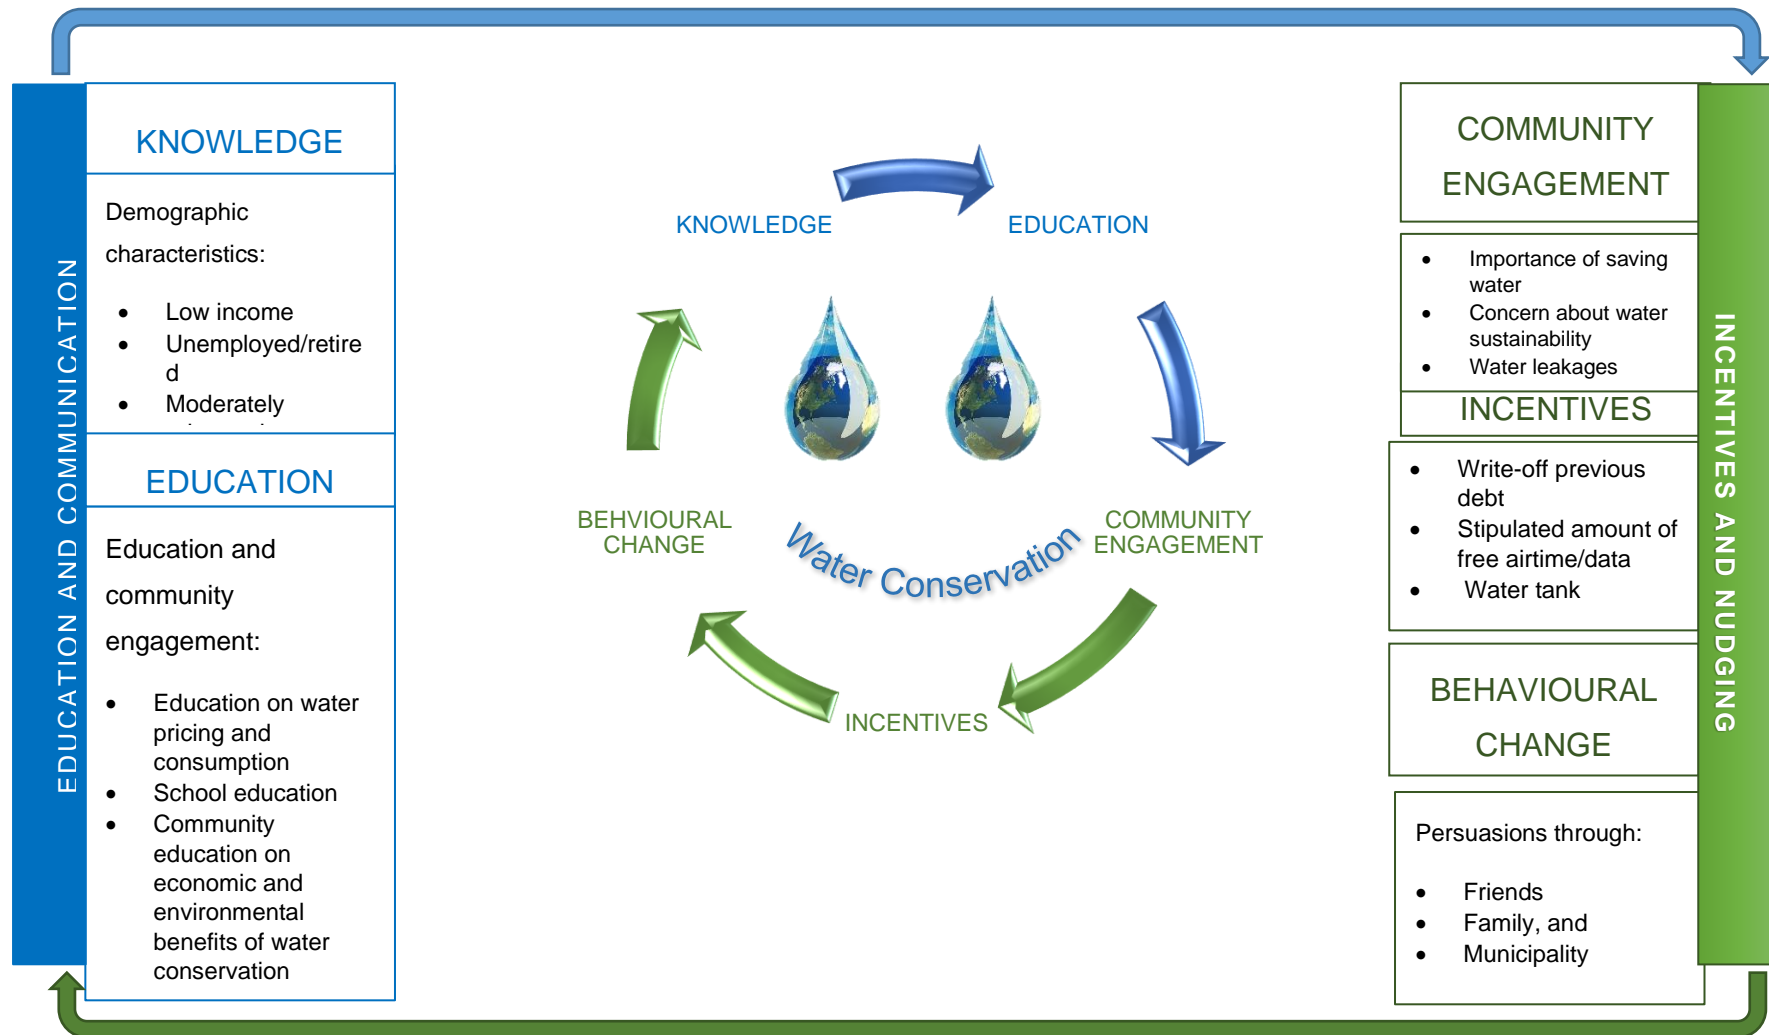 EDUCATION AND COMMUNICATION
KNOWLEDGE
Demographic
characteristics:
• Low income
• Unemployed/retire
d
• Moderately
EDUCATION
Education and
community
engagement:
• Education on water
pricing and
consumption
• School education
• Community
education on
economic and
environmental
benefits of water
conservation
KNOWLEDGE
EDUCATION
BEHVIOURAL
CHANGE
Water Conservation
COMMUNITY
ENGAGEMENT
INCENTIVES
COMMUNITY
ENGAGEMENT
• Importance of saving
water
• Concern about water
sustainability
• Water leakages
INCENTIVES
• Write-off previous
debt
• Stipulated amount of
free airtime/data
• Water tank
BEHAVIOURAL
CHANGE
Persuasions through:
• Friends
• Family, and
• Municipality
INCENTIVES AND NUDGING